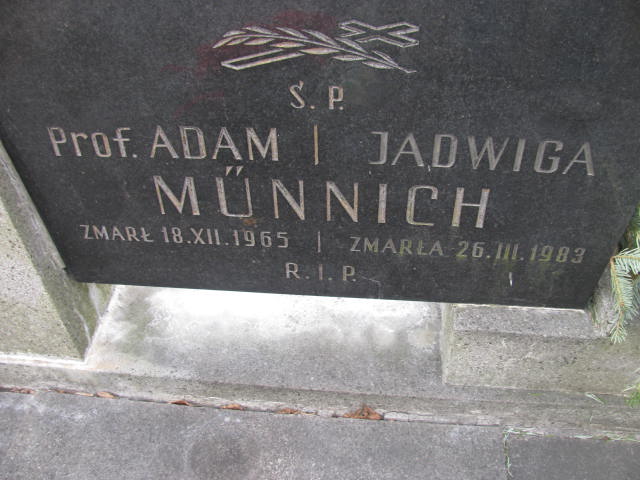 Ś. P.
Prof. ADAM | JADWIGA
MŰNNICH
ZMARŁ 18.XII.1965 | ZMARŁA 26.III.1983
R.I.P.